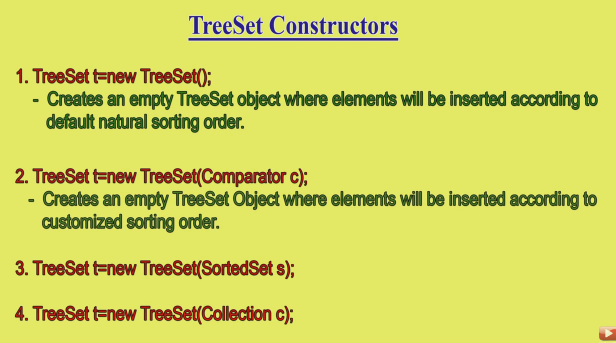 TreeSet Constructors
1. TreeSet t=new TreeSet();
- Creates an empty TreeSet object where elements will be inserted according to
default natural sorting order.
2. TreeSet t=new TreeSet(Comparator c);
- Creates an empty TreeSet Object where elements will be inserted according to
customized sorting order.
3. TreeSet t=new TreeSet(SortedSet s);
4. TreeSet t=new TreeSet(Collection c);